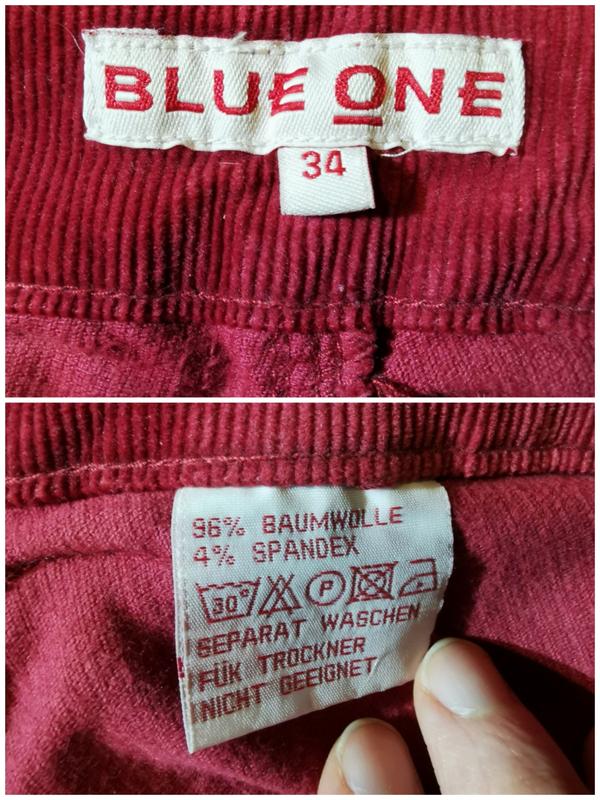 BLUE ONE
34
96% BAUMWOLLE
4% SPANDEX
30° P
SEPARAT WASCHEN
FÜK TROCKNER
NICHT GEEIGNET